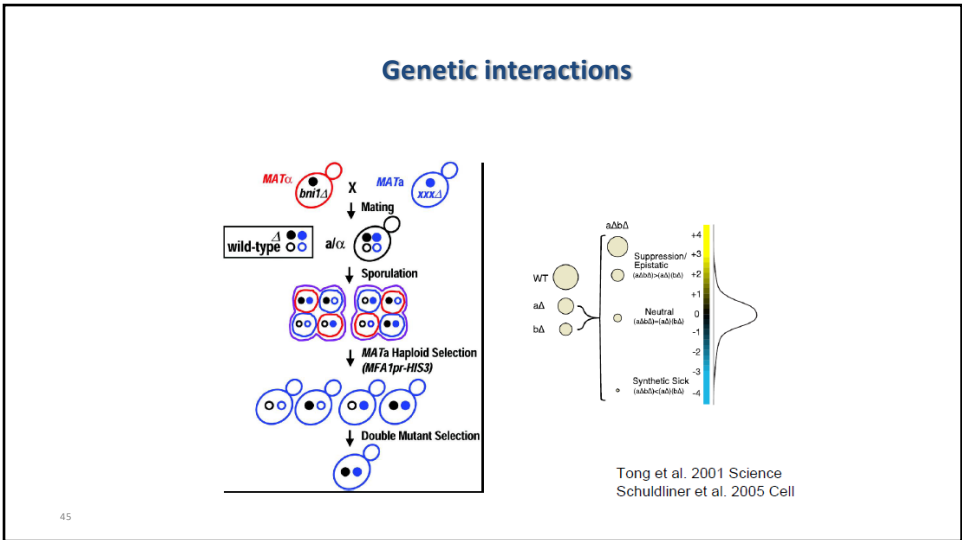 Genetic interactions
MATα
bni1Δ
X
MATa
xxxΔ
Mating
Δ
wild-type
a/α
Sporulation
MATa Haploid Selection
(MFA1pr-HIS3)
Double Mutant Selection
aΔbΔ
WT
aΔ
bΔ
Suppression/
Epistatic
(aΔbΔ)>(aΔ)(bΔ)
Neutral
(aΔbΔ)=(aΔ)(bΔ)
Synthetic Sick
(aΔbΔ)<(aΔ)(bΔ)
+4
+3
+2
+1
0
-1
-2
-3
-4
Tong et al. 2001 Science
Schuldliner et al. 2005 Cell
45